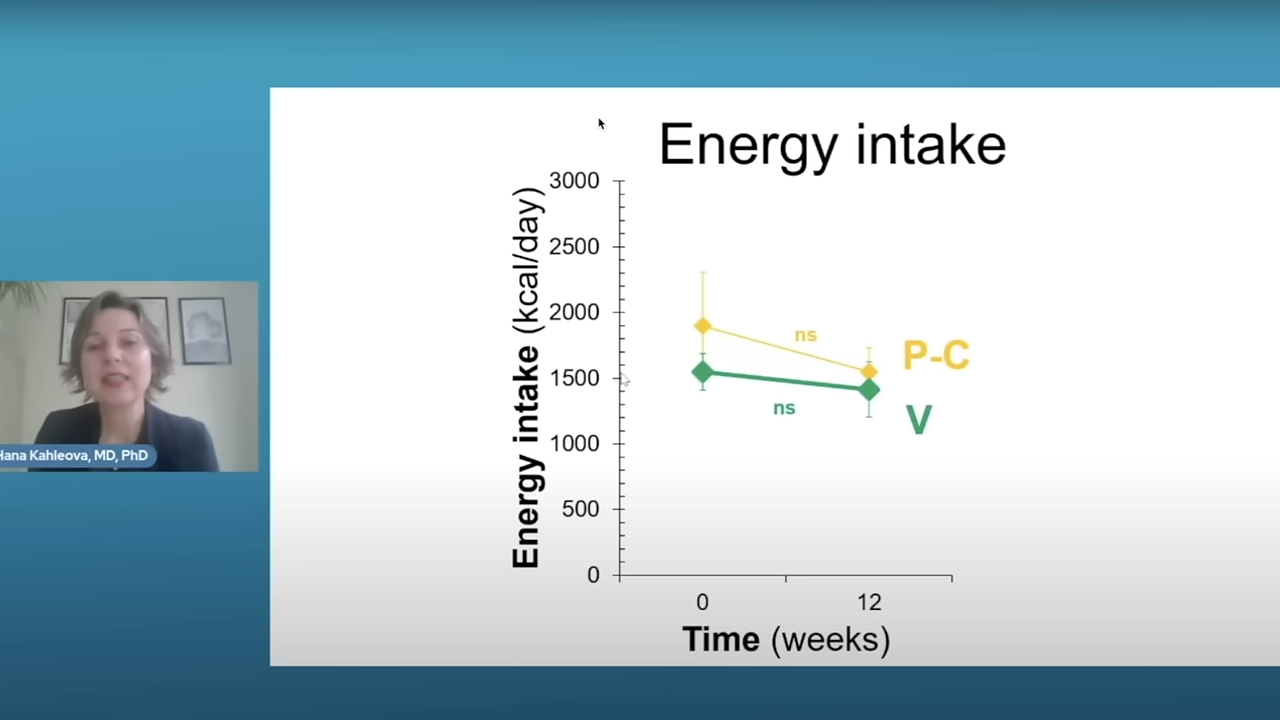 Energy intake
Energy intake (kcal/day)
3000
2500
2000
1500
1000
500
0
ns
P-C
ns
V
0
12
Time (weeks)
Hana Kahleova, MD, PhD